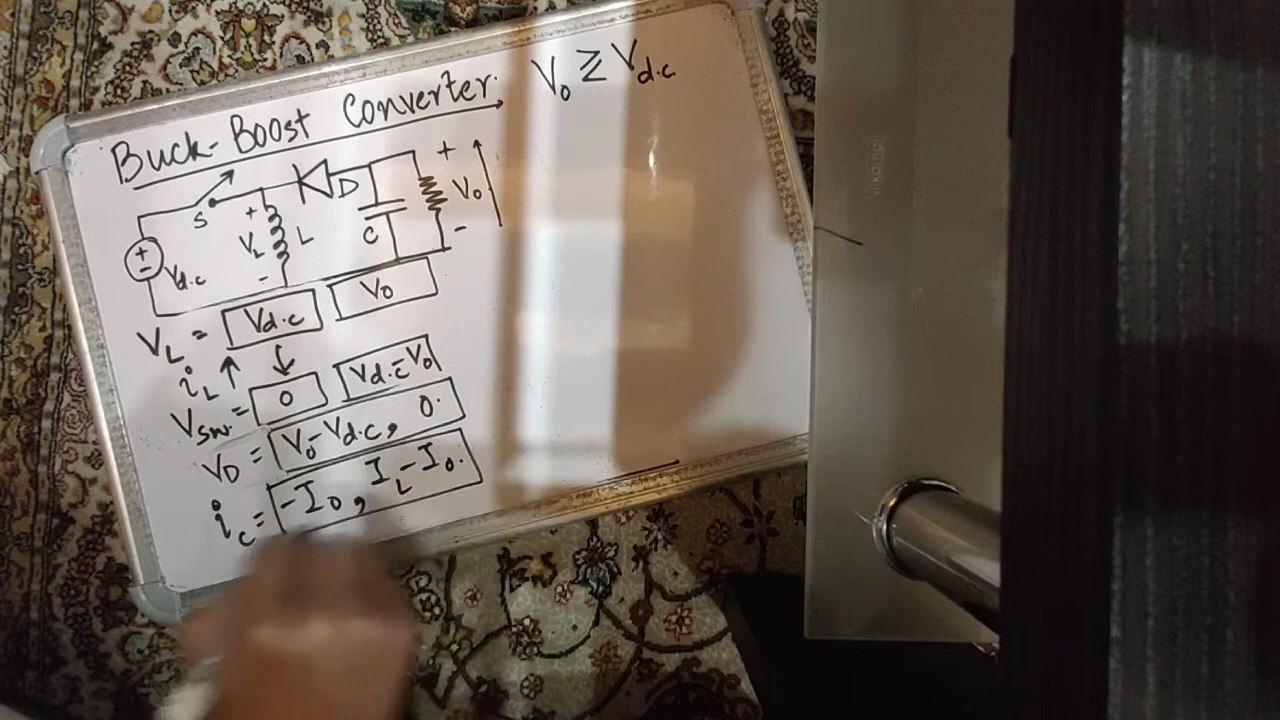 Buck-Boost Converter. V₀ ≷ Vd.c
S
D
+
+
+
VL
L
C
V₀
-
-
-
Vd.c
VL = Vd.c V₀
iL ↑ ↓
Vsw. = 0 Vd.c-V₀
VD = V₀-Vd.c, 0.
ic = -I₀, IL-I₀.